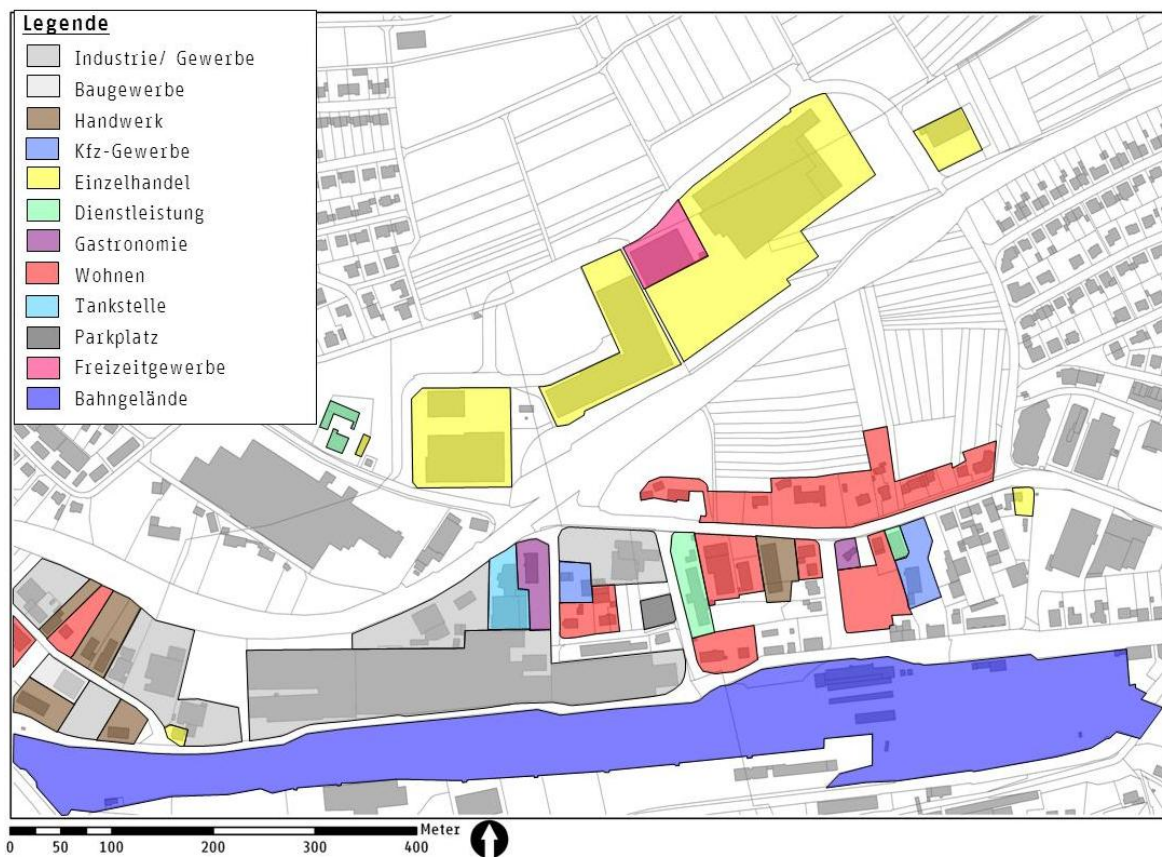 Legende
Industrie/ Gewerbe
Baugewerbe
Handwerk
Kfz-Gewerbe
Einzelhandel
Dienstleistung
Gastronomie
Wohnen
Tankstelle
Parkplatz
Freizeitgewerbe
Bahngelände
Meter
0 50 100 200 300 400